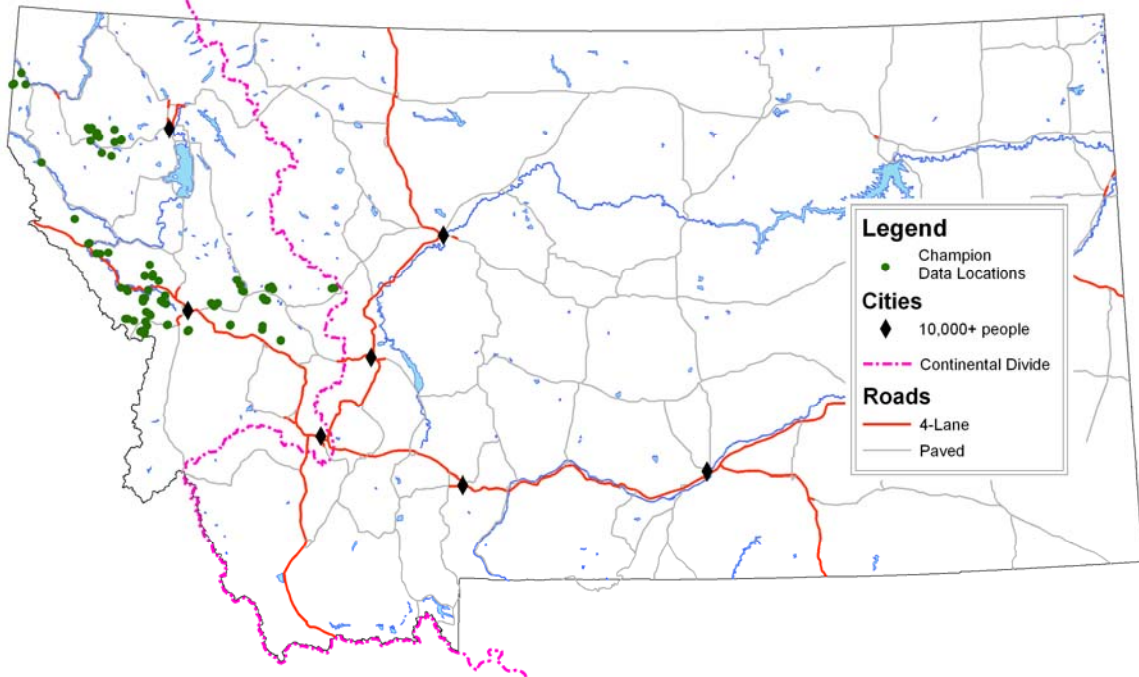 Legend
Champion
Data Locations
Cities
10,000+ people
Continental Divide
Roads
4-Lane
Paved